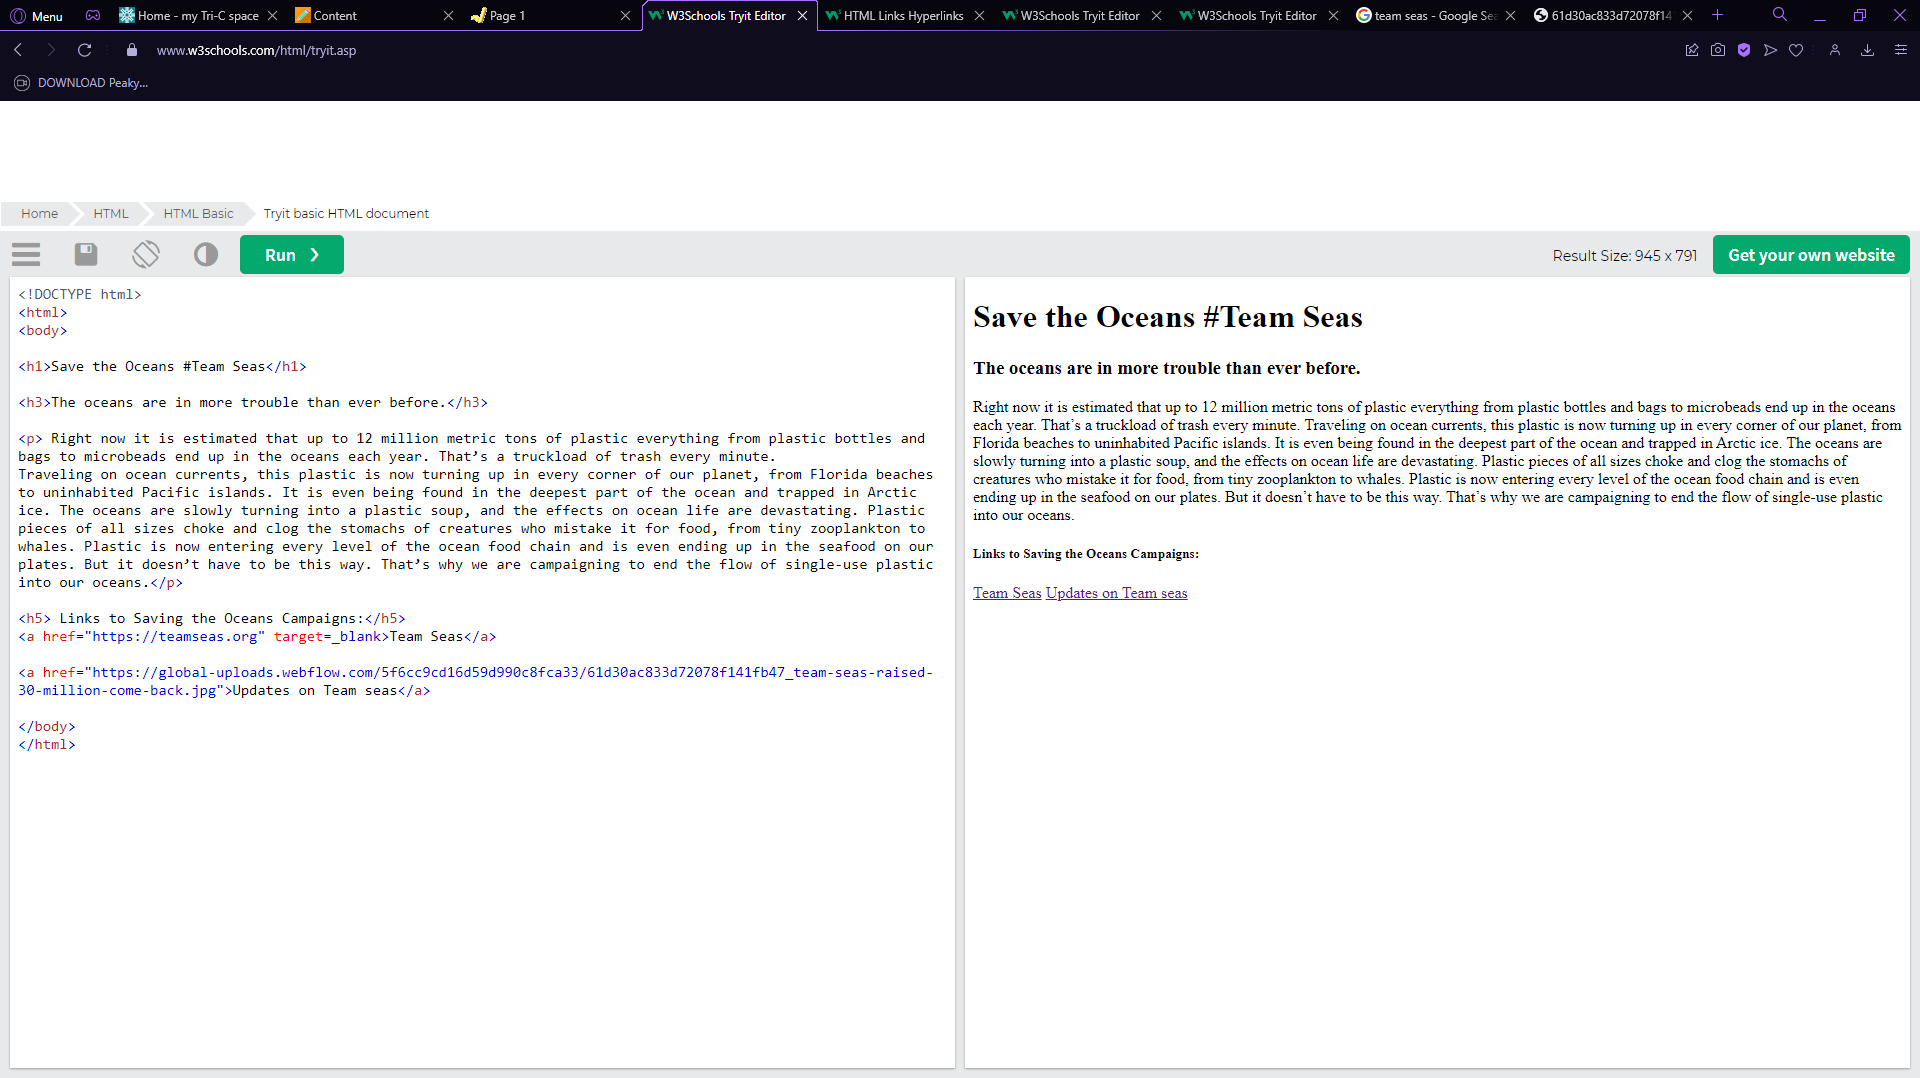 Menu
Home - my Tri-C space
Content
Page 1
W3Schools Tryit Editor
HTML Links Hyperlinks
W3Schools Tryit Editor
W3Schools Tryit Editor
team seas - Google Sea
61d30ac833d72078f14
www.w3schools.com/html/tryit.asp
DOWNLOAD Peaky...
Home
HTML
HTML Basic
Tryit basic HTML document
Run ❯
Result Size: 945 x 791
Get your own website
<!DOCTYPE html>
<html>
<body>
<h1>Save the Oceans #Team Seas</h1>
<h3>The oceans are in more trouble than ever before.</h3>
<p> Right now it is estimated that up to 12 million metric tons of plastic everything from plastic bottles and
bags to microbeads end up in the oceans each year. That’s a truckload of trash every minute.
Traveling on ocean currents, this plastic is now turning up in every corner of our planet, from Florida beaches
to uninhabited Pacific islands. It is even being found in the deepest part of the ocean and trapped in Arctic
ice. The oceans are slowly turning into a plastic soup, and the effects on ocean life are devastating. Plastic
pieces of all sizes choke and clog the stomachs of creatures who mistake it for food, from tiny zooplankton to
whales. Plastic is now entering every level of the ocean food chain and is even ending up in the seafood on our
plates. But it doesn’t have to be this way. That’s why we are campaigning to end the flow of single-use plastic
into our oceans.</p>
<h5> Links to Saving the Oceans Campaigns:</h5>
<a href="https://teamseas.org" target=_blank>Team Seas</a>
<a href="https://global-uploads.webflow.com/5f6cc9cd16d59d990c8fca33/61d30ac833d72078f141fb47_team-seas-raised-
30-million-come-back.jpg">Updates on Team seas</a>
</body>
</html>
Save the Oceans #Team Seas
The oceans are in more trouble than ever before.
Right now it is estimated that up to 12 million metric tons of plastic everything from plastic bottles and bags to microbeads end up in the oceans
each year. That’s a truckload of trash every minute. Traveling on ocean currents, this plastic is now turning up in every corner of our planet, from
Florida beaches to uninhabited Pacific islands. It is even being found in the deepest part of the ocean and trapped in Arctic ice. The oceans are
slowly turning into a plastic soup, and the effects on ocean life are devastating. Plastic pieces of all sizes choke and clog the stomachs of
creatures who mistake it for food, from tiny zooplankton to whales. Plastic is now entering every level of the ocean food chain and is even
ending up in the seafood on our plates. But it doesn’t have to be this way. That’s why we are campaigning to end the flow of single-use plastic
into our oceans.
Links to Saving the Oceans Campaigns:
Team Seas Updates on Team seas